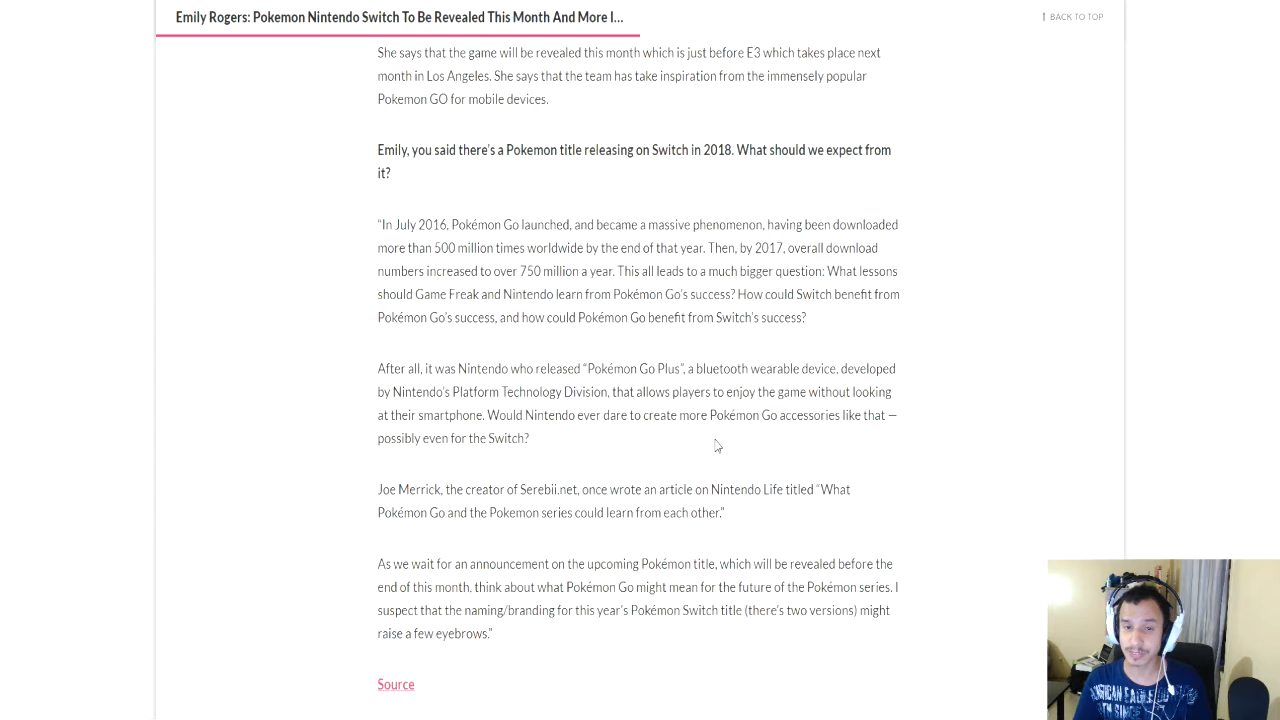 Emily Rogers: Pokemon Nintendo Switch To Be Revealed This Month And More I...
BACK TO TOP
She says that the game will be revealed this month which is just before E3 which takes place next
month in Los Angeles. She says that the team has take inspiration from the immensely popular
Pokemon GO for mobile devices.
Emily, you said there's a Pokemon title releasing on Switch in 2018. What should we expect from
it?
“In July 2016, Pokémon Go launched, and became a massive phenomenon, having been downloaded
more than 500 million times worldwide by the end of that year. Then, by 2017, overall download
numbers increased to over 750 million a year. This all leads to a much bigger question: What lessons
should Game Freak and Nintendo learn from Pokémon Go's success? How could Switch benefit from
Pokémon Go's success, and how could Pokémon Go benefit from Switch's success?
After all, it was Nintendo who released “Pokémon Go Plus”, a bluetooth wearable device, developed
by Nintendo's Platform Technology Division, that allows players to enjoy the game without looking
at their smartphone. Would Nintendo ever dare to create more Pokémon Go accessories like that —
possibly even for the Switch?
Joe Merrick, the creator of Serebii.net, once wrote an article on Nintendo Life titled “What
Pokémon Go and the Pokemon series could learn from each other.”
As we wait for an announcement on the upcoming Pokémon title, which will be revealed before the
end of this month, think about what Pokémon Go might mean for the future of the Pokémon series. I
suspect that the naming/branding for this year's Pokémon Switch title (there's two versions) might
raise a few eyebrows.”
Source